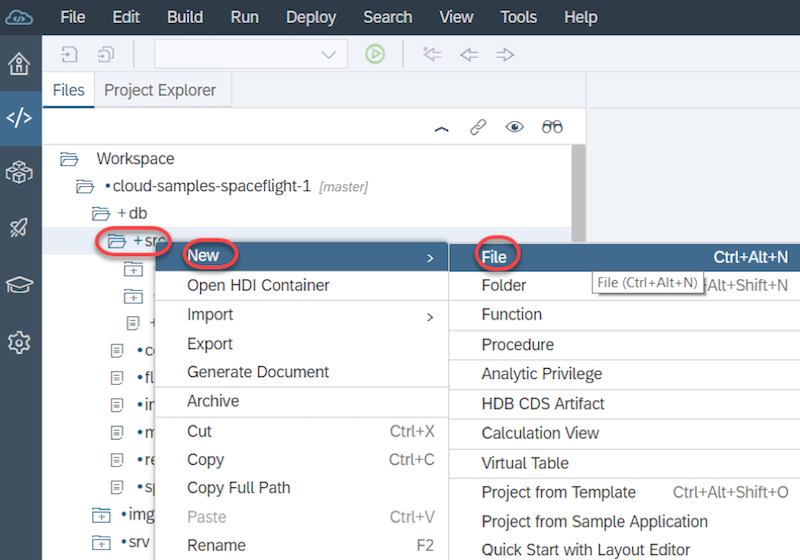 File Edit Build Run Deploy Search View Tools Help
Files Project Explorer
Workspace
cloud-samples-spaceflight-1 [master]
+ db
+ src
New > File Ctrl+Alt+N
Open HDI Container Folder File (Ctrl+Alt+N) Alt+Shift+N
Import > Function
Export Procedure
Generate Document Analytic Privilege
Archive HDB CDS Artifact
Cut Ctrl+X Calculation View
Copy Ctrl+C Virtual Table
Copy Full Path Project from Template Ctrl+Alt+Shift+O
img Paste Ctrl+V Project from Sample Application
srv Rename F2 Quick Start with Layout Editor